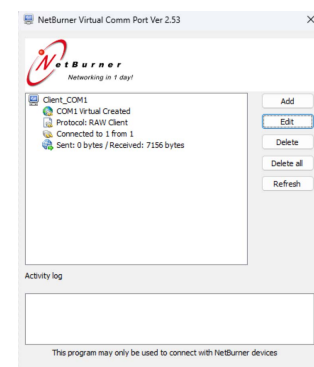 NetBurner Virtual Comm Port Ver 2.53
NetBurner
Networking in 1 day!
Client_COM1
COM1 Virtual Created
Protocol: RAW Client
Connected to 1 from 1
Sent: 0 bytes / Received: 7156 bytes
Add
Edit
Delete
Delete all
Refresh
Activity log
This program may only be used to connect with NetBurner devices